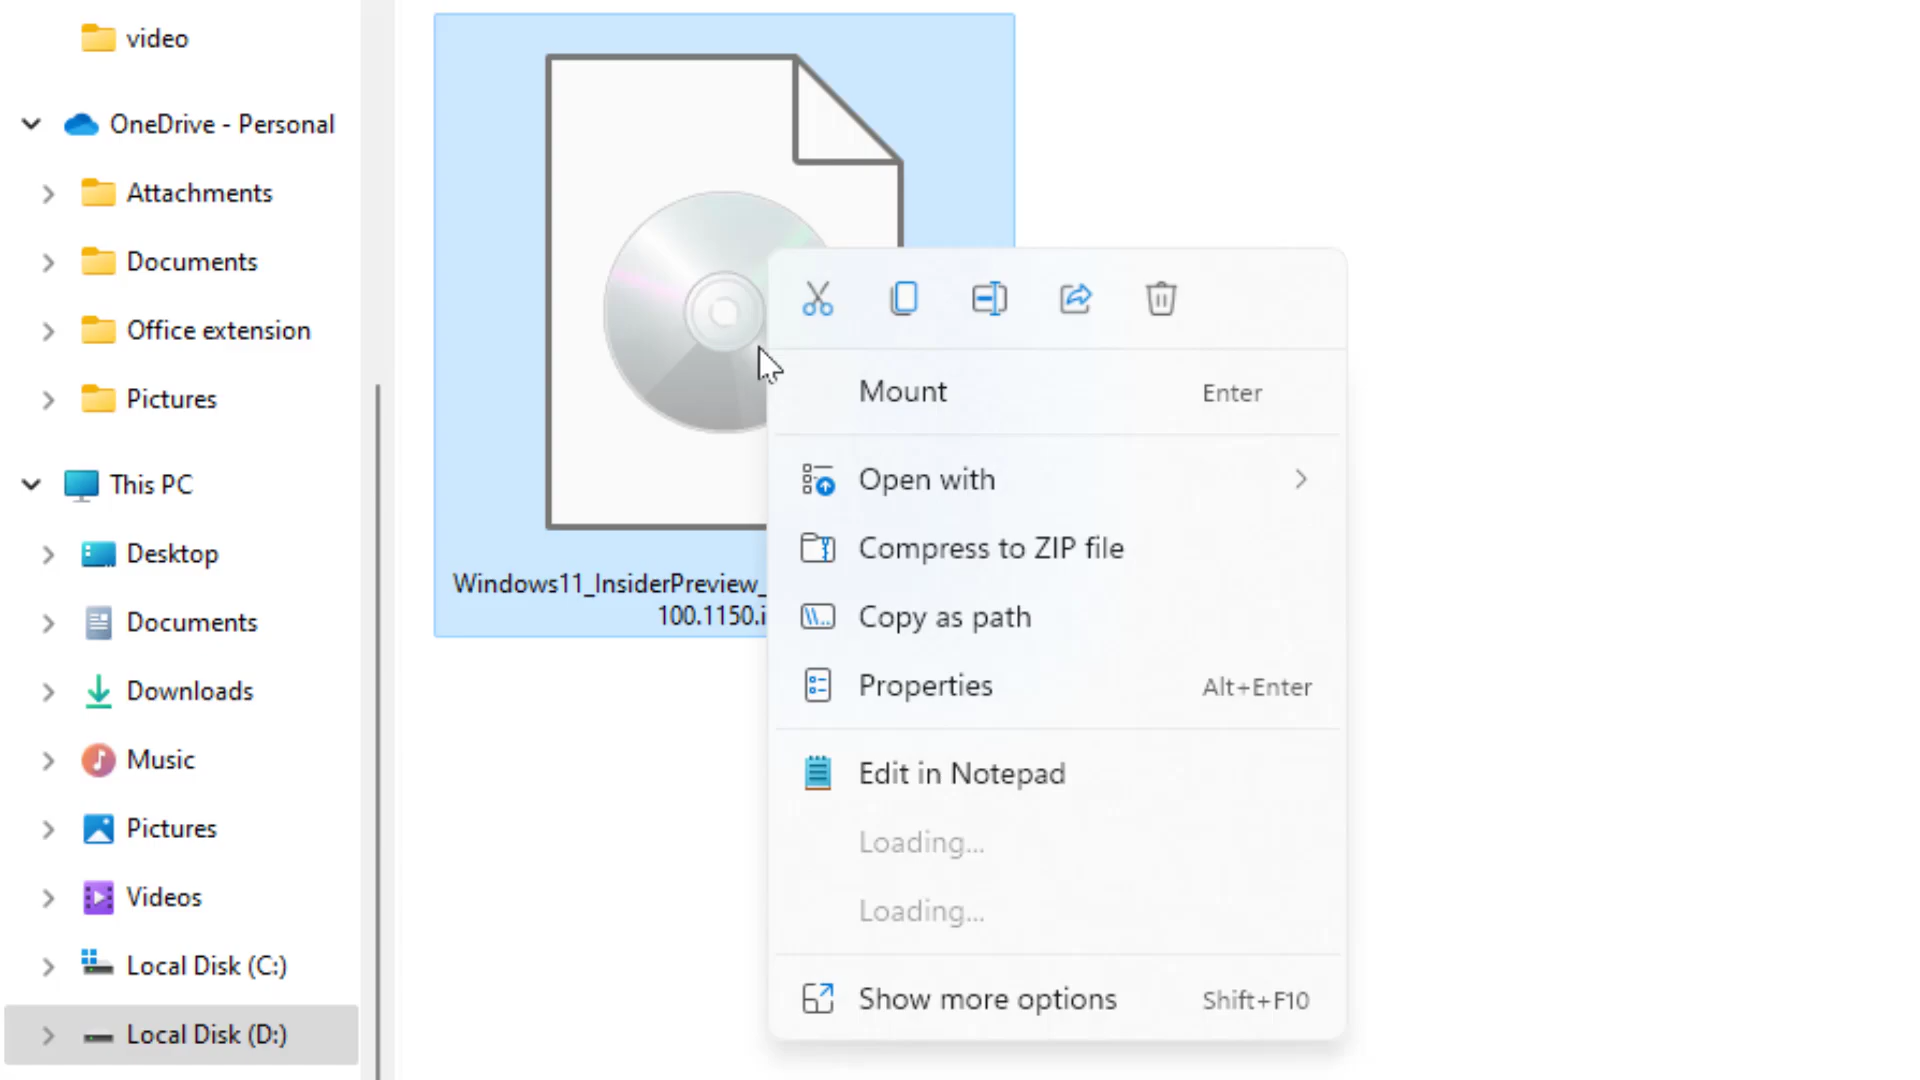 video
OneDrive - Personal
Attachments
Documents
Office extension
Pictures
This PC
Desktop
Documents
Downloads
Music
Pictures
Videos
Local Disk (C:)
Local Disk (D:)
Windows11_InsiderPreview_
100.1150.i
Mount Enter
Open with
Compress to ZIP file
Copy as path
Properties Alt+Enter
Edit in Notepad
Loading...
Loading...
Show more options Shift+F10